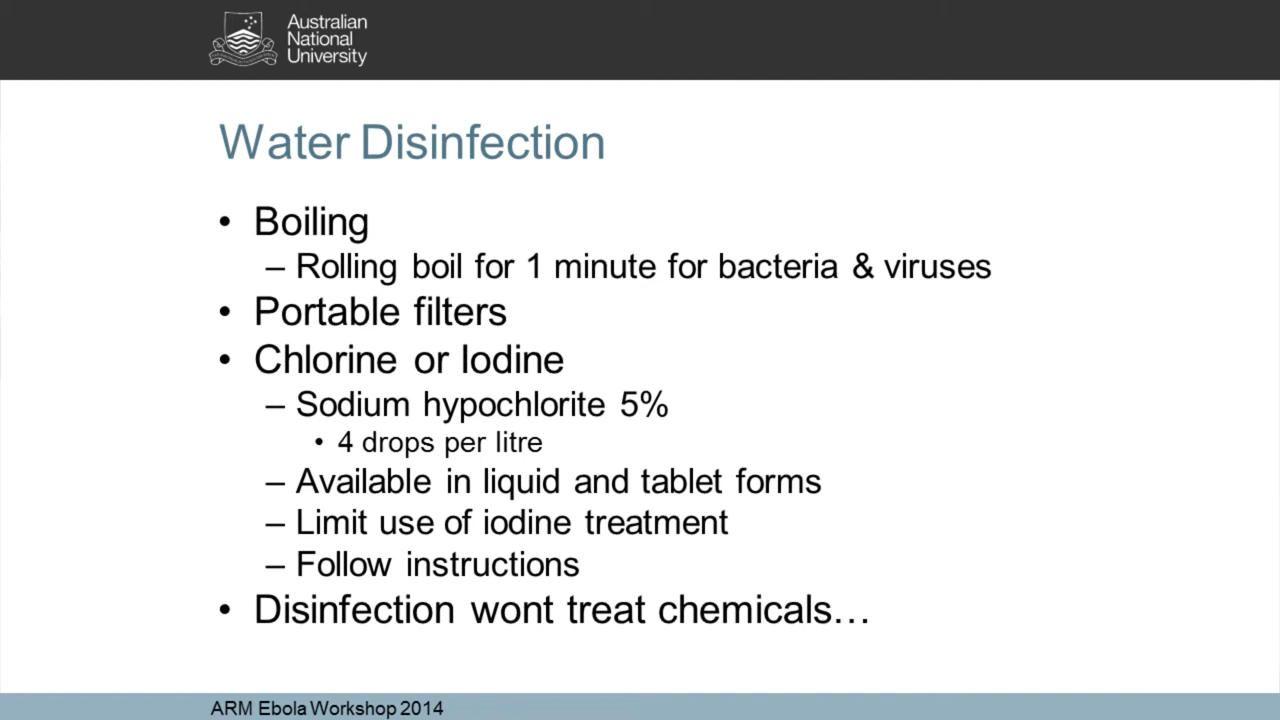 Australian
National
University
Water Disinfection
• Boiling
– Rolling boil for 1 minute for bacteria & viruses
• Portable filters
• Chlorine or Iodine
– Sodium hypochlorite 5%
• 4 drops per litre
– Available in liquid and tablet forms
– Limit use of iodine treatment
– Follow instructions
• Disinfection wont treat chemicals…
ARM Ebola Workshop 2014